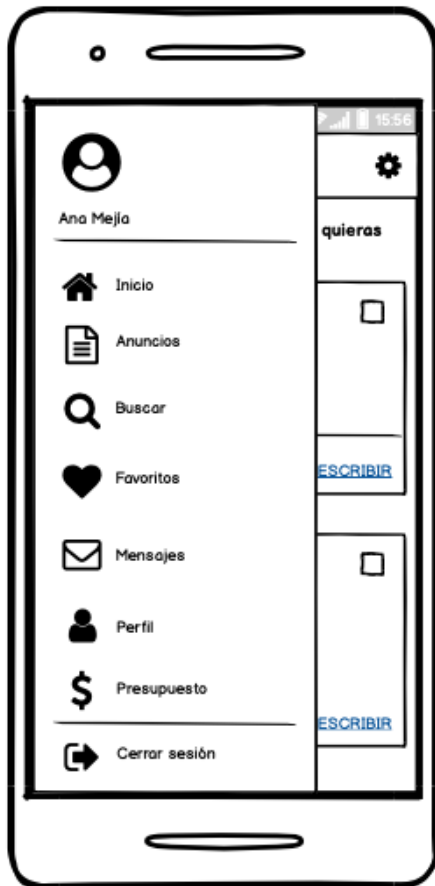 15:56
Ana Mejía
quieras
Inicio
Anuncios
Buscar
ESCRIBIR
Favoritos
Mensajes
Perfil
Presupuesto
ESCRIBIR
Cerrar sesión